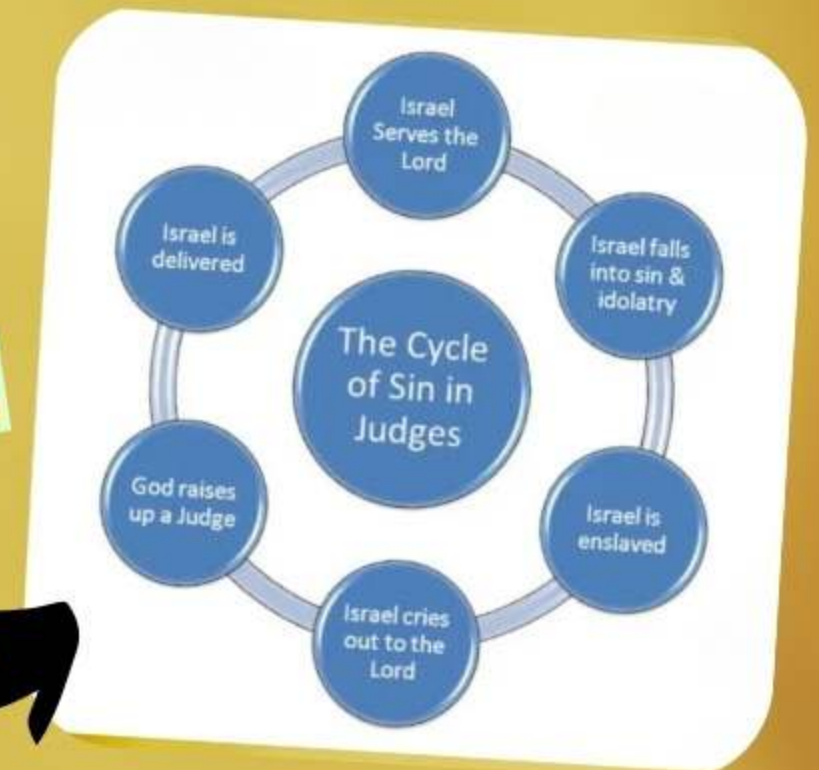 The Cycle
of Sin in
Judges
Israel
Serves the
Lord
Israel falls
into sin &
idolatry
Israel is
enslaved
Israel cries
out to the
Lord
God raises
up a Judge
Israel is
delivered